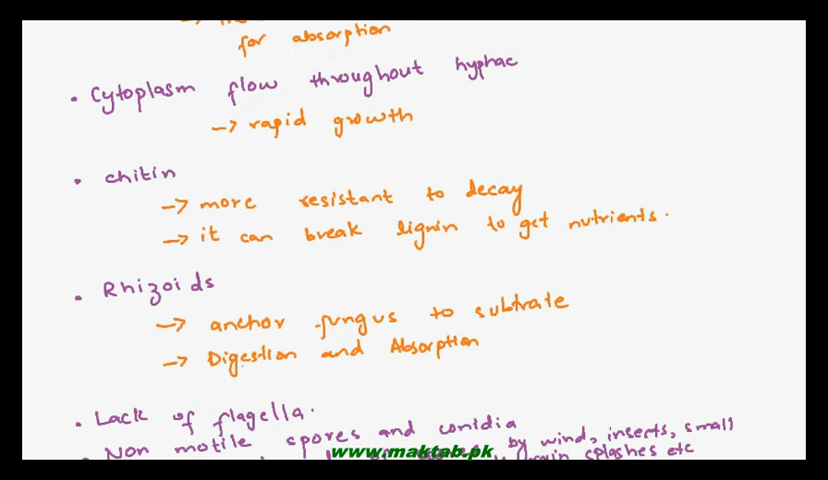 for absorption
• Cytoplasm flow throughout hyphae
→ rapid growth
• chitin
→ more resistant to decay
→ it can break lignin to get nutrients.
• Rhizoids
→ anchor fungus to subtrate
→ Digestion and Absorption
• Lack of flagella.
• Non motile spores and conidia
by wind, insects, small
rain splashes etc
www.maktab.pk